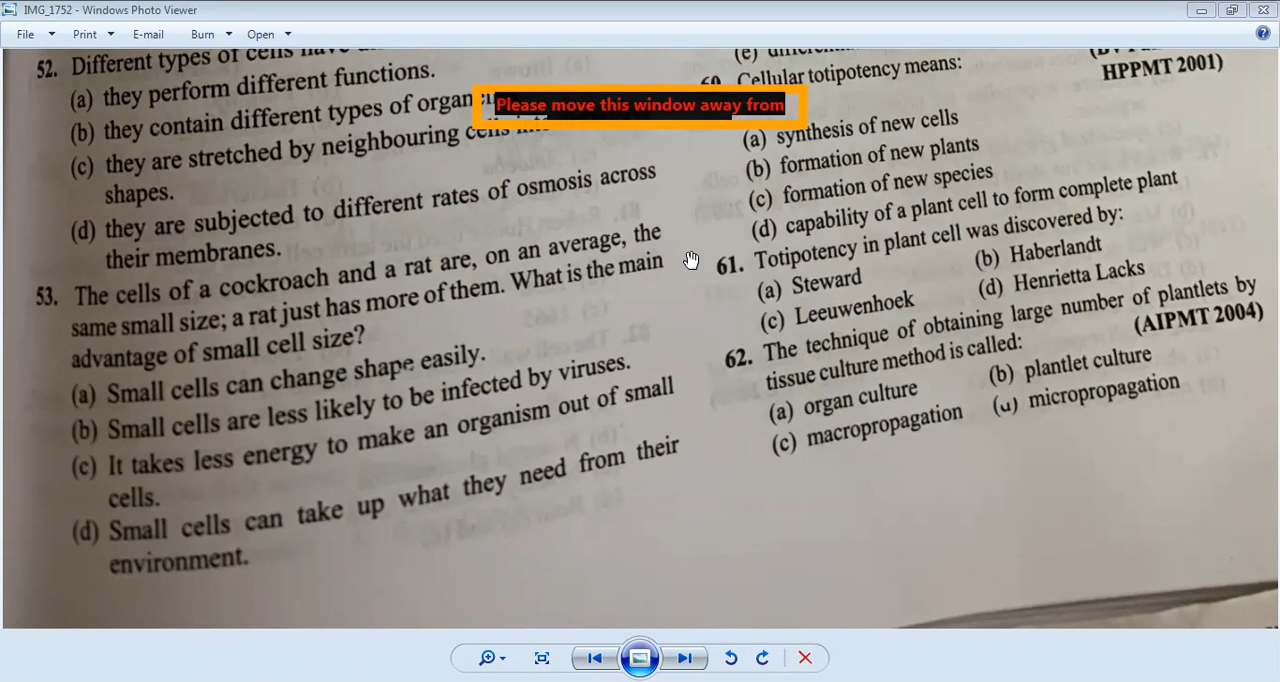 IMG_1752 - Windows Photo Viewer
File Print E-mail Burn Open
52. Different types of cells have
(a) they perform different functions.
(b) they contain different types of
(c) they are stretched by neighbouring cells
shapes.
(d) they are subjected to different rates of osmosis across
their membranes.
53. The cells of a cockroach and a rat are, on an average, the
same small size; a rat just has more of them. What is the main
advantage of small cell size?
(a) Small cells can change shape easily.
(b) Small cells are less likely to be infected by viruses.
(c) It takes less energy to make an organism out of small
cells.
(d) Small cells can take up what they need from their
environment.
Please move this window away from
(e)
HPPMT 2001)
60. Cellular totipotency means:
(a) synthesis of new cells
(b) formation of new plants
(c) formation of new species
(d) capability of a plant cell to form complete plant
61. Totipotency in plant cell was discovered by:
(a) Steward (b) Haberlandt
(c) Leeuwenhoek (d) Henrietta Lacks
62. The technique of obtaining large number of plantlets by
tissue culture method is called: (AIPMT 2004)
(a) organ culture (b) plantlet culture
(c) macropropagation (d) micropropagation